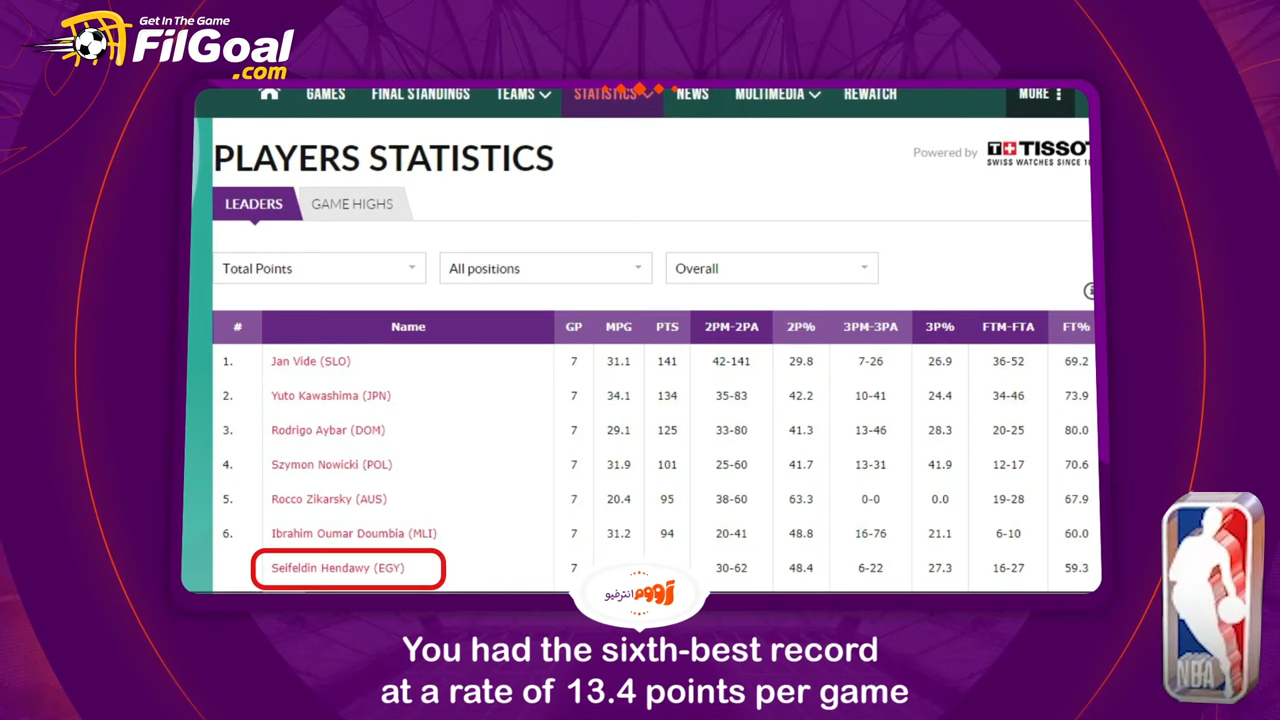 Get In The Game
FilGoal
.com
GAMES FINAL STANDINGS TEAMS STATISTICS NEWS MULTIMEDIA REWATCH MORE
PLAYERS STATISTICS
Powered by TISSOT
SWISS WATCHES SINCE 18
LEADERS GAME HIGHS
Total Points All positions Overall
# Name GP MPG PTS 2PM-2PA 2P% 3PM-3PA 3P% FTM-FTA FT%
1. Jan Vide (SLO) 7 31.1 141 42-141 29.8 7-26 26.9 36-52 69.2
2. Yuto Kawashima (JPN) 7 34.1 134 35-83 42.2 10-41 24.4 34-46 73.9
3. Rodrigo Aybar (DOM) 7 29.1 125 33-80 41.3 13-46 28.3 20-25 80.0
4. Szymon Nowicki (POL) 7 31.9 101 25-60 41.7 13-31 41.9 12-17 70.6
5. Rocco Zikarsky (AUS) 7 20.4 95 38-60 63.3 0-0 0.0 19-28 67.9
6. Ibrahim Oumar Doumbia (MLI) 7 31.2 94 20-41 48.8 16-76 21.1 6-10 60.0
Seifeldin Hendawy (EGY) 7 30-62 48.4 6-22 27.3 16-27 59.3
زووم انترفيو
You had the sixth-best record
at a rate of 13.4 points per game
NBA